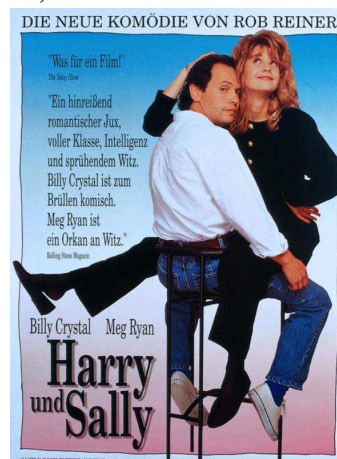 DIE NEUE KOMÖDIE VON ROB REINER
"Was für ein Film!"
The Today Show
"Ein hinreißend
romantischer Jux,
voller Klasse, Intelligenz
und sprühendem Witz.
Billy Crystal ist zum
Brüllen komisch.
Meg Ryan ist
ein Orkan an Witz."
Rolling Stone Magazin
Billy Crystal Meg Ryan
Harry
und Sally